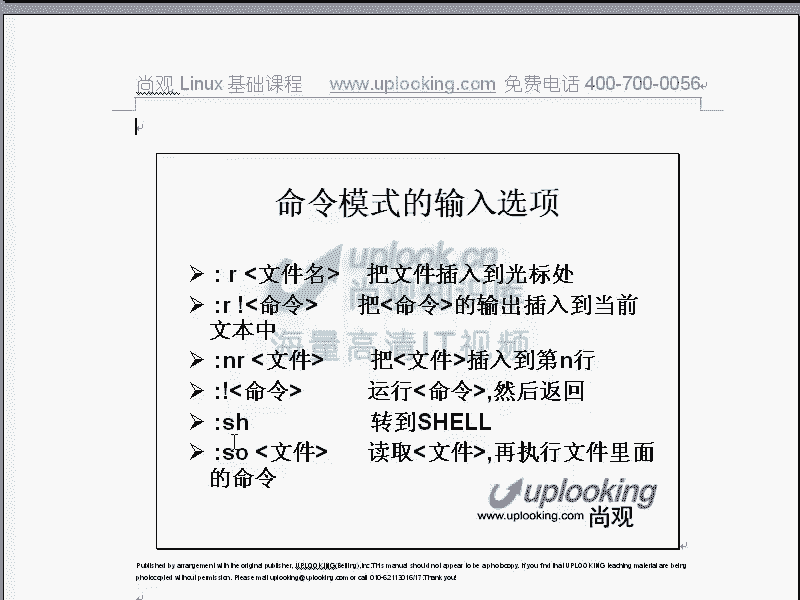 尚观 Linux 基础课程 www.uplooking.com 免费电话 400-700-0056
命令模式的输入选项
uplook.cn
海量高清IT视频
: r <文件名> 把文件插入到光标处
:r !<命令> 把<命令>的输出插入到当前
文本中
:nr <文件> 把<文件>插入到第n行
:!<命令> 运行<命令>,然后返回
:sh 转到SHELL
:so <文件> 读取<文件>,再执行文件里面
的命令
uplooking
www.uplooking.com 尚观
Published by arrangement with the original publisher, UPLOOKING(Beijing),Inc.This manual should not appear to be a photocopy. If you find that UPLOOKING teaching material are being
photocopied without permission. Please mail uplooking@uplooking.com or call 010-62113016/17.Thank you!